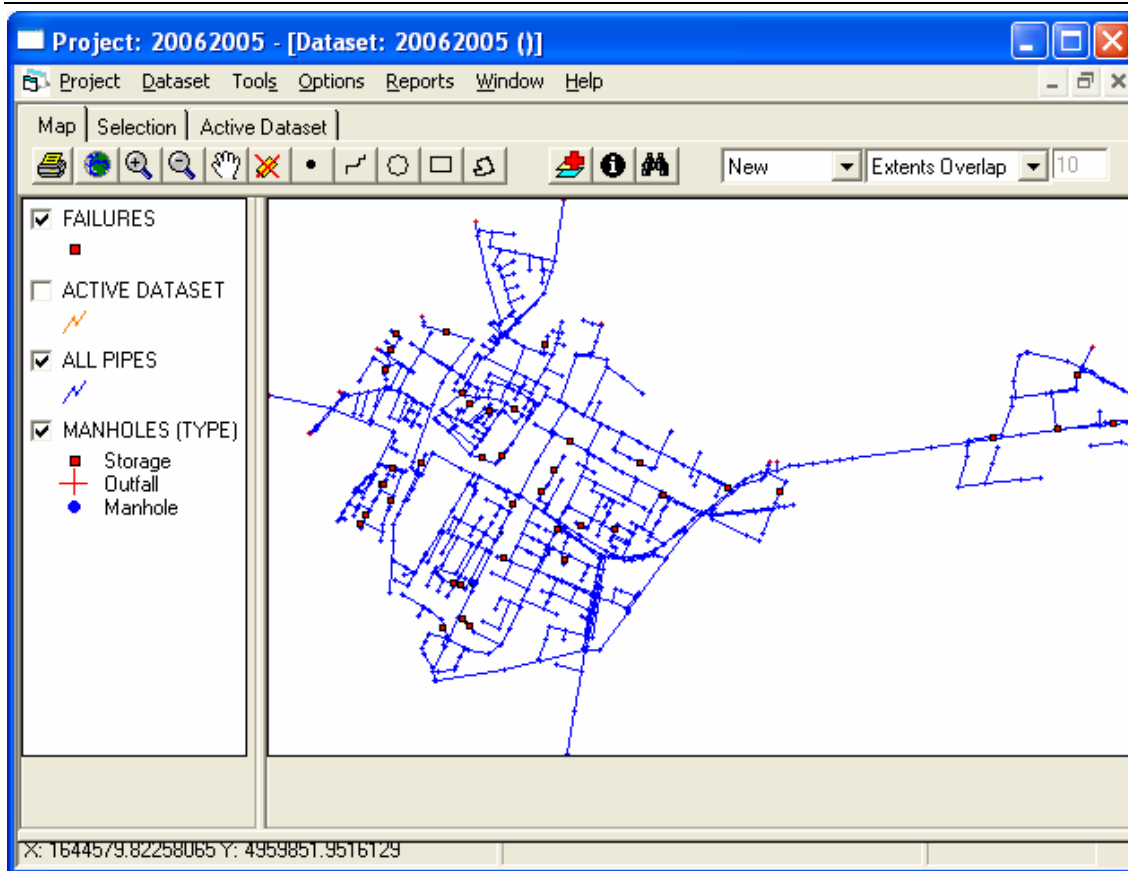 Project: 20062005 - [Dataset: 20062005 ()]
Project Dataset Tools Options Reports Window Help
Map Selection Active Dataset
New Extents Overlap 10
FAILURES
ACTIVE DATASET
ALL PIPES
MANHOLES (TYPE)
Storage
Outfall
Manhole
X: 1644579.82258065 Y: 4959851.9516129